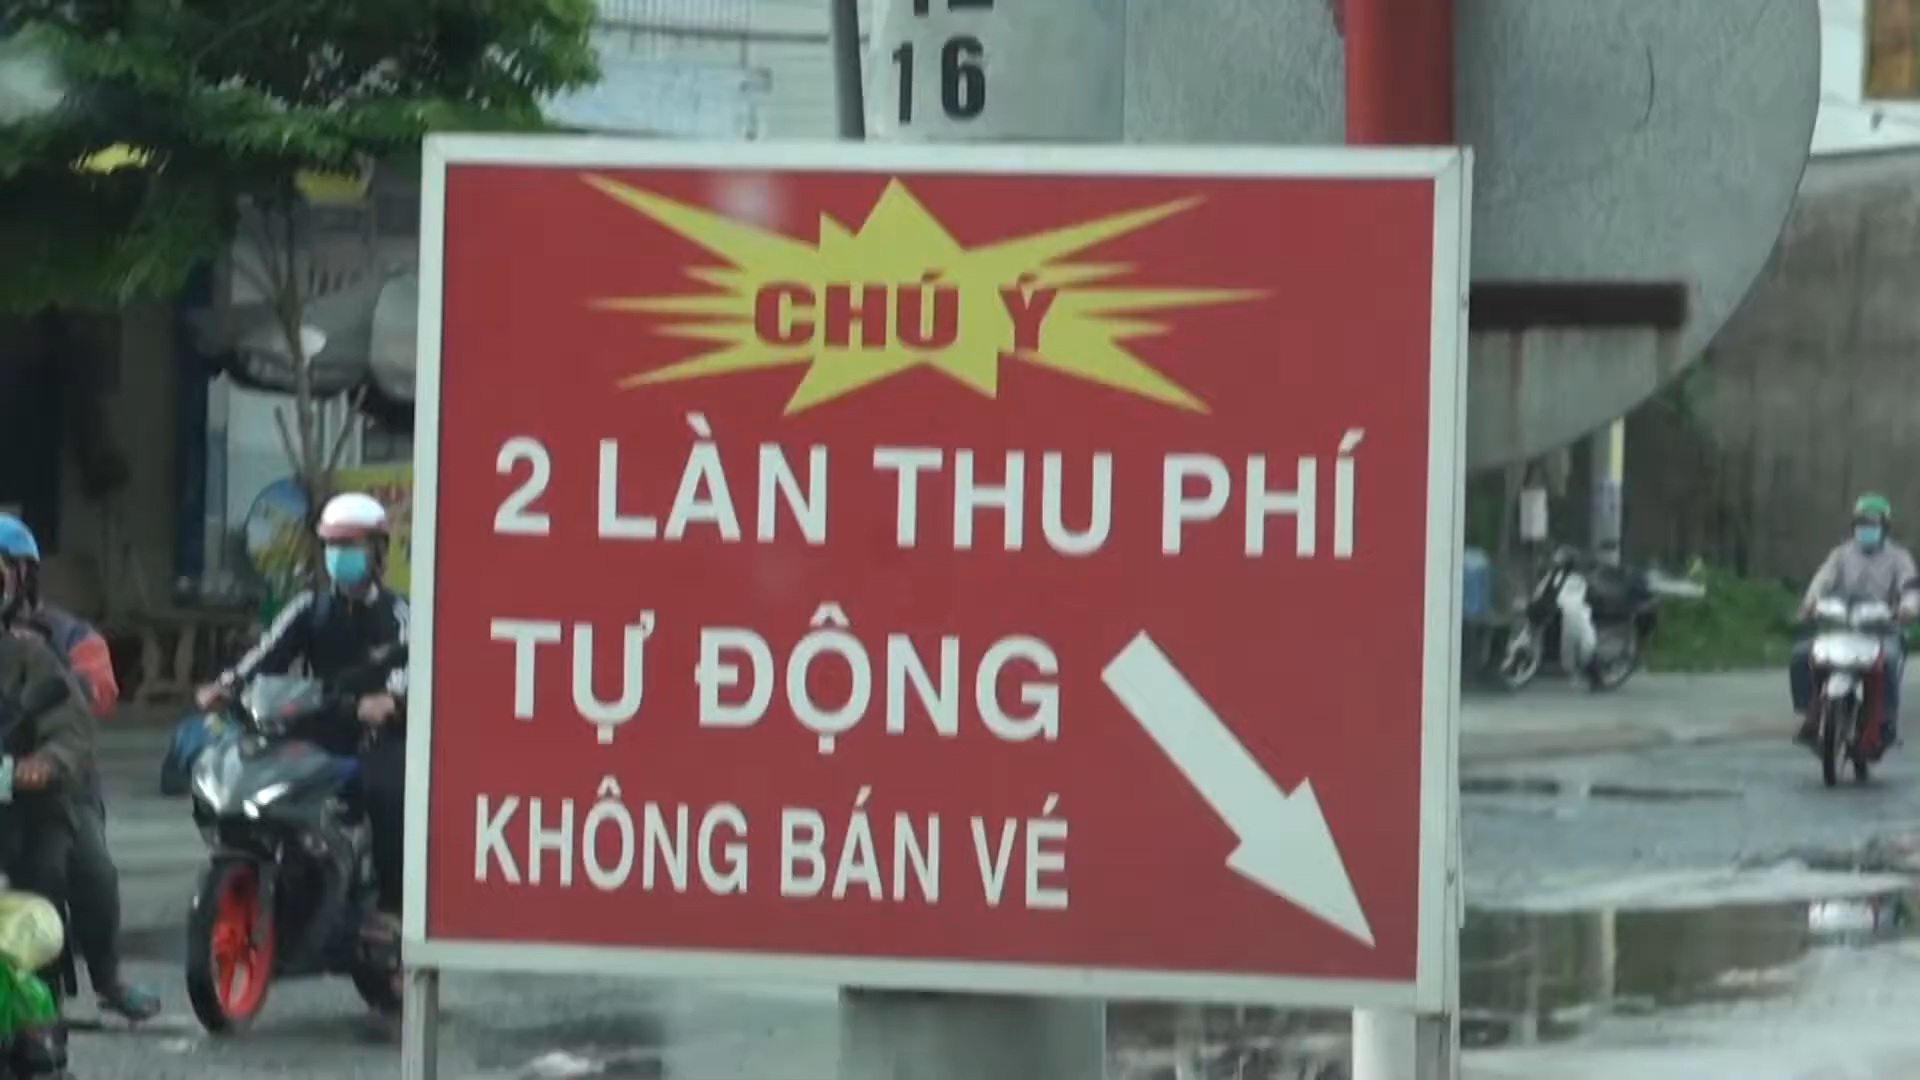 16
CHÚ Ý
2 LÀN THU PHÍ
TỰ ĐỘNG
KHÔNG BÁN VÉ